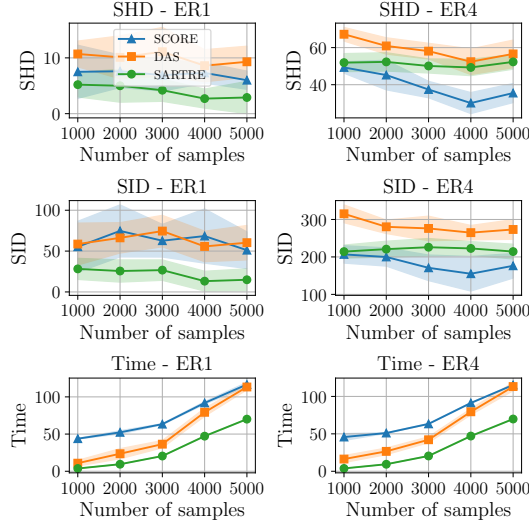 SHD - ER1
SHD - ER4
SHD
10
0
SCORE
DAS
SARTRE
1000 2000 3000 4000 5000
Number of samples
SHD
60
40
1000 2000 3000 4000 5000
Number of samples
SID - ER1
SID - ER4
SID
100
50
0
1000 2000 3000 4000 5000
Number of samples
SID
300
200
100
1000 2000 3000 4000 5000
Number of samples
Time - ER1
Time - ER4
Time
100
50
0
1000 2000 3000 4000 5000
Number of samples
Time
100
50
0
1000 2000 3000 4000 5000
Number of samples